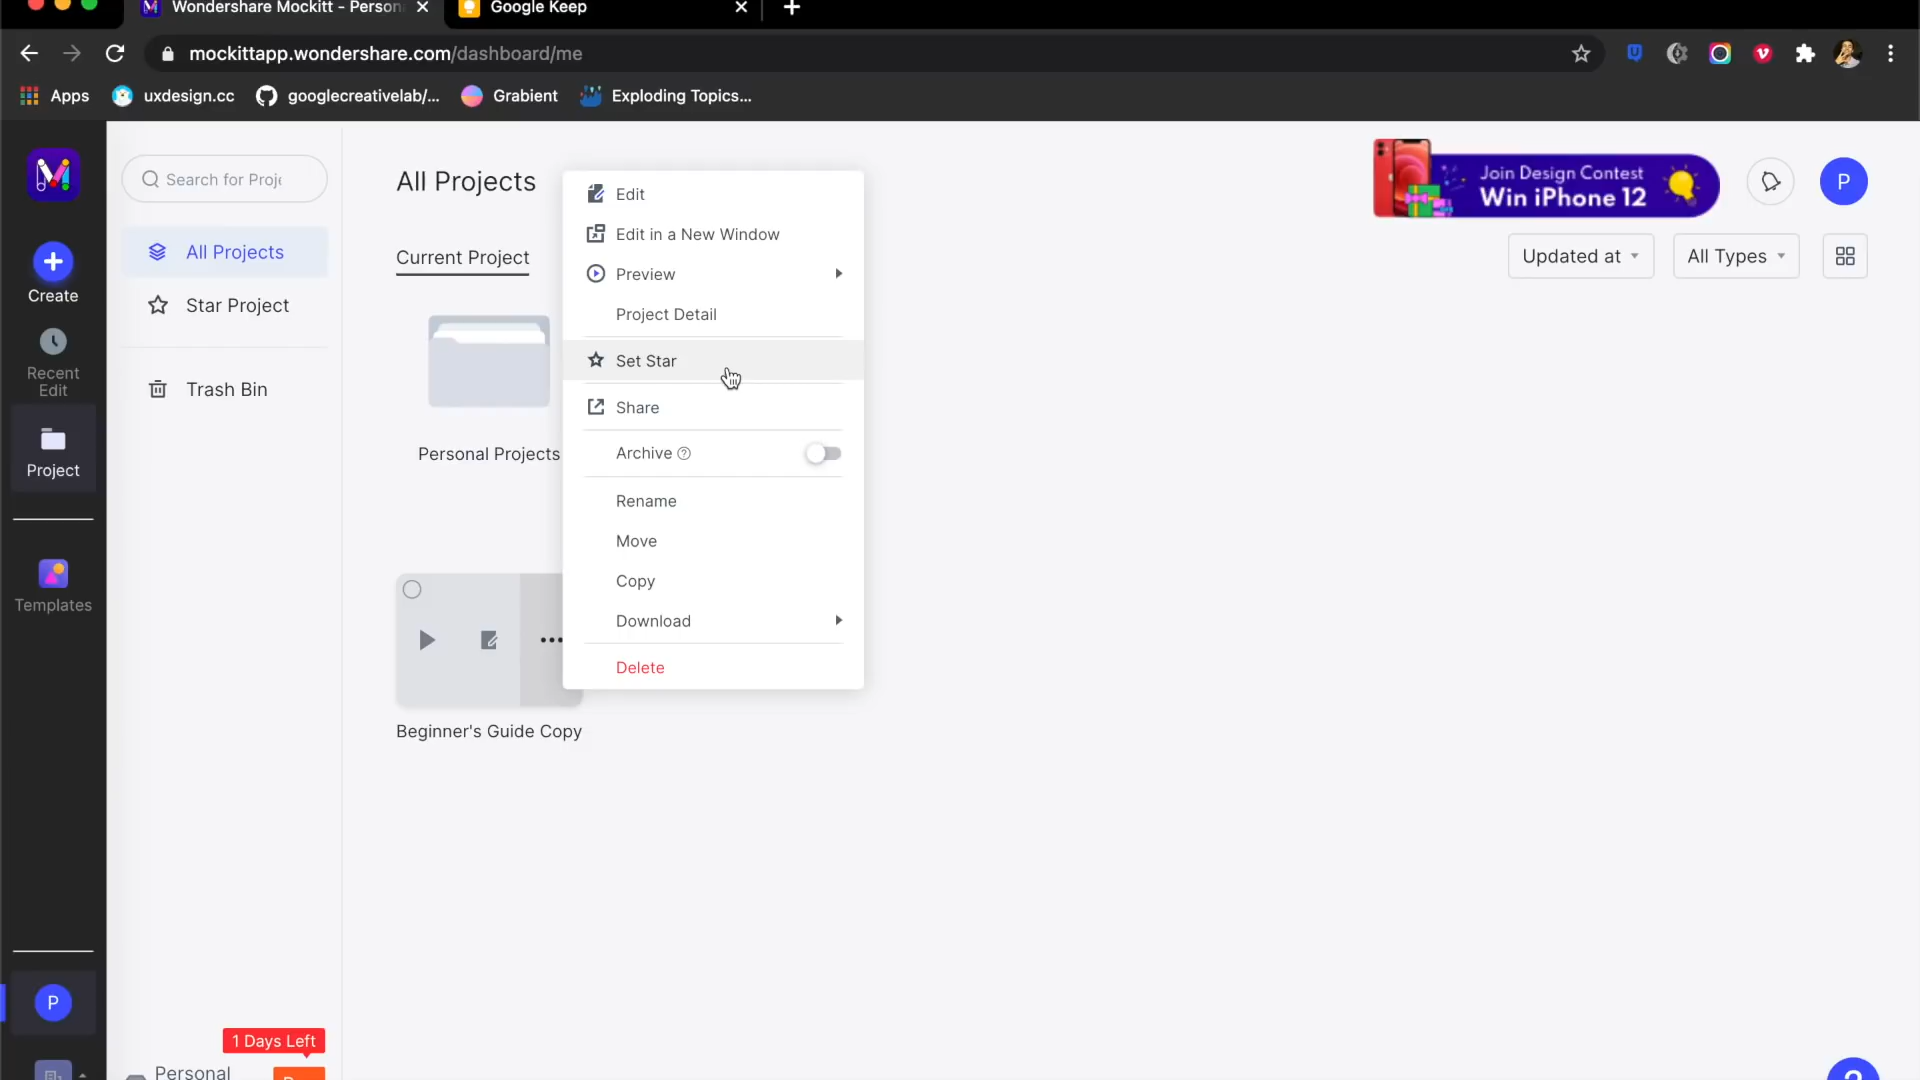 Wondershare Mockitt - Person
Google Keep
mockittapp.wondershare.com/dashboard/me
Apps
uxdesign.cc
googlecreativelab/...
Grabient
Exploding Topics...
Create
Recent
Edit
Project
Templates
P
Search for Proj
All Projects
Star Project
Trash Bin
1 Days Left
Personal
All Projects
Current Project
Personal Projects
Beginner's Guide Copy
Edit
Edit in a New Window
Preview
Project Detail
Set Star
Share
Archive
Rename
Move
Copy
Download
Delete
Join Design Contest
Win iPhone 12
P
Updated at
All Types